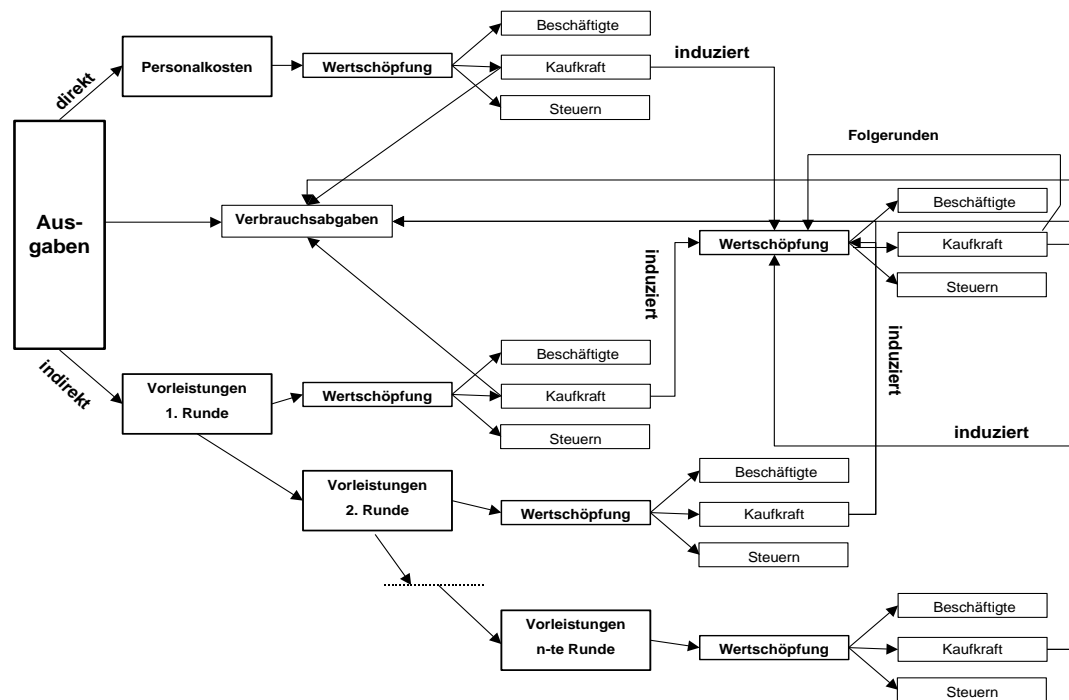 Beschäftigte
Personalkosten
Wertschöpfung
Kaufkraft
induziert
direkt
Steuern
Folgerunden
Aus-
gaben
Verbrauchsabgaben
Wertschöpfung
Beschäftigte
Kaufkraft
Steuern
induziert
induziert
indirekt
Vorleistungen
1. Runde
Wertschöpfung
Beschäftigte
Kaufkraft
Steuern
induziert
Vorleistungen
2. Runde
Wertschöpfung
Beschäftigte
Kaufkraft
Steuern
Vorleistungen
n-te Runde
Wertschöpfung
Beschäftigte
Kaufkraft
Steuern